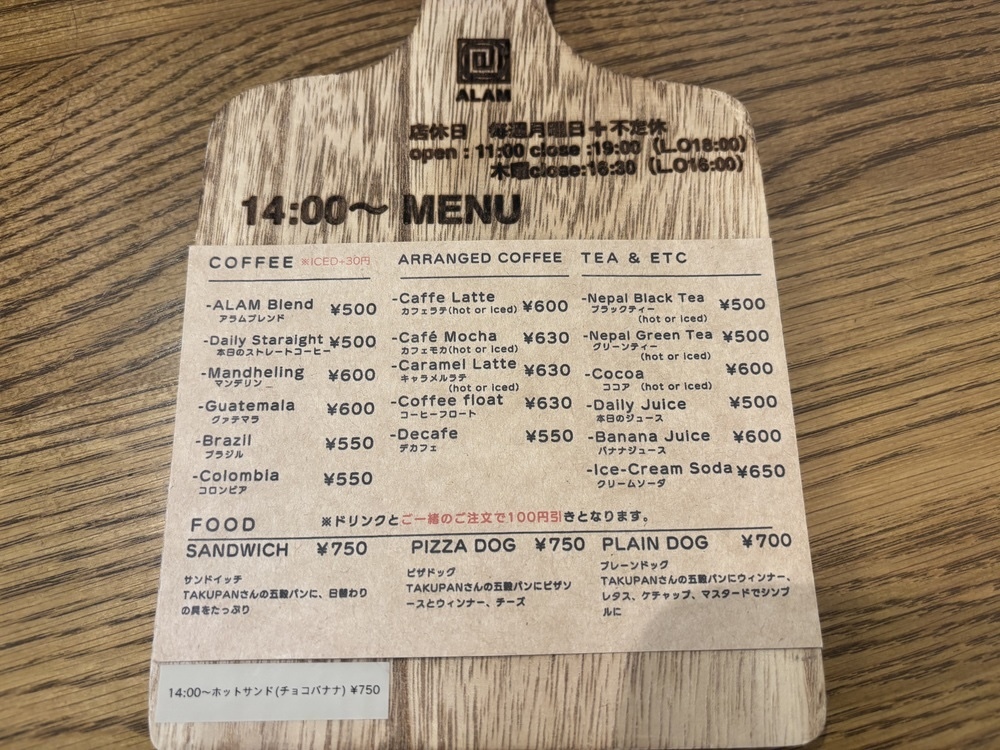 ALAM
店休日 毎週月曜日+不定休
open : 11:00 close :19:00 (L.O18:00)
木曜close:16:30 (L.O16:00)
14:00〜 MENU
COFFEE ※ICED+30円
-ALAM Blend ¥500
アラムブレンド
-Daily Staraight ¥500
本日のストレートコーヒー
-Mandheling ¥600
マンデリン
-Guatemala ¥600
グァテマラ
-Brazil ¥550
ブラジル
-Colombia ¥550
コロンビア
ARRANGED COFFEE
-Caffe Latte ¥600
カフェラテ(hot or iced)
-Café Mocha ¥630
カフェモカ(hot or iced)
-Caramel Latte ¥630
キャラメルラテ
(hot or iced)
-Coffee float ¥630
コーヒーフロート
-Decafe ¥550
デカフェ
TEA & ETC
-Nepal Black Tea ¥500
ブラックティー
(hot or iced)
-Nepal Green Tea ¥500
グリーンティー
(hot or iced)
-Cocoa ¥600
ココア (hot or iced)
-Daily Juice ¥500
本日のジュース
-Banana Juice ¥600
バナナジュース
-Ice-Cream Soda ¥650
クリームソーダ
FOOD ※ドリンクとご一緒のご注文で100円引きとなります。
SANDWICH ¥750
サンドイッチ
TAKUPANさんの五穀パンに、日替わり
の具をたっぷり
PIZZA DOG ¥750
ピザドッグ
TAKUPANさんの五穀パンにピザソ
ースとウィンナー、チーズ
PLAIN DOG ¥700
プレーンドッグ
TAKUPANさんの五穀パンにウィンナー、
レタス、ケチャップ、マスタードでシンプ
ルに
14:00〜ホットサンド(チョコバナナ) ¥750